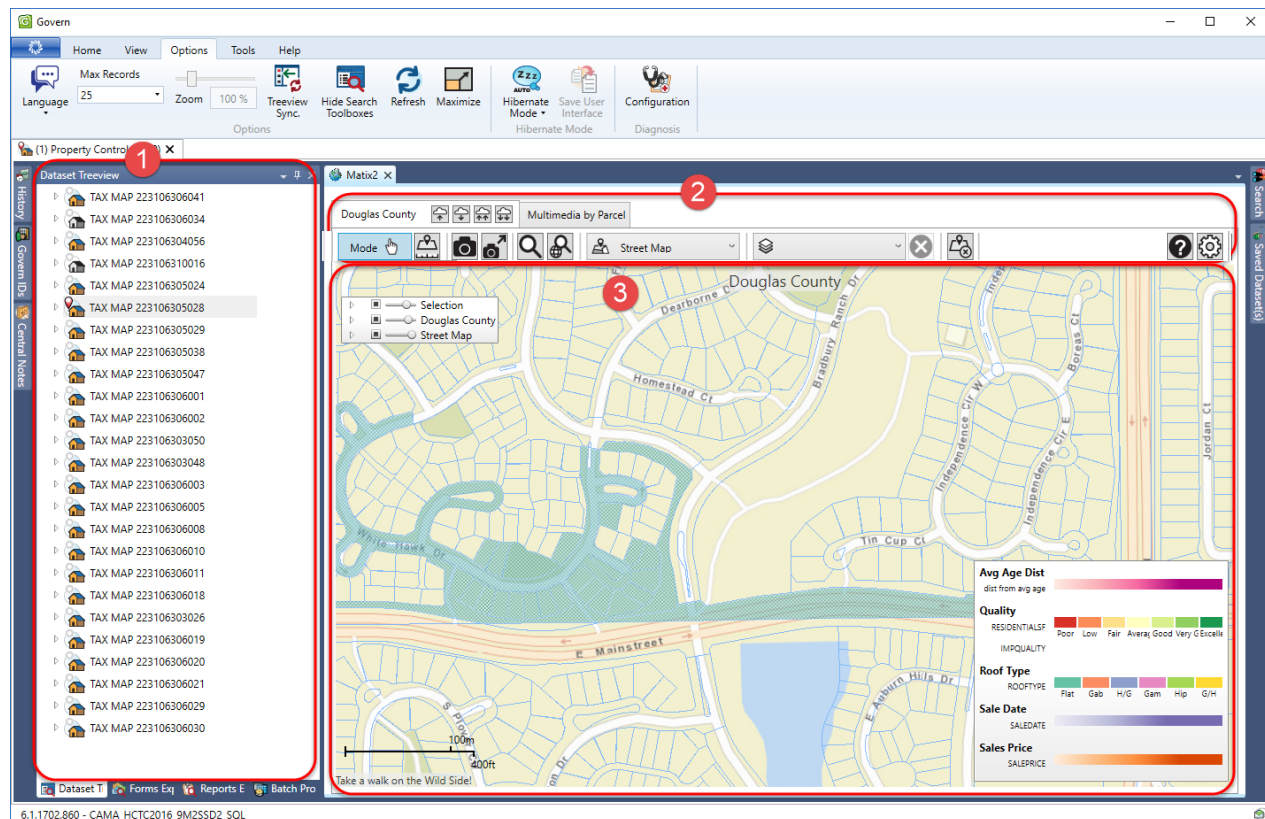 Govern
Home View Options Tools Help
Language
Max Records
25
Zoom 100 %
Treeview Sync.
Hide Search Toolboxes
Refresh
Maximize
Zzz
AUTO
Hibernate Mode
Save User Interface
Configuration
Options
Hibernate Mode
Diagnosis
(1) Property Control
1
Dataset Treeview
TAX MAP 223106306041
TAX MAP 223106306034
TAX MAP 223106304056
TAX MAP 223106310016
TAX MAP 223106305024
TAX MAP 223106305028
TAX MAP 223106305029
TAX MAP 223106305038
TAX MAP 223106305047
TAX MAP 223106306001
TAX MAP 223106306002
TAX MAP 223106303050
TAX MAP 223106303048
TAX MAP 223106306003
TAX MAP 223106306005
TAX MAP 223106306008
TAX MAP 223106306010
TAX MAP 223106306011
TAX MAP 223106306018
TAX MAP 223106303026
TAX MAP 223106306019
TAX MAP 223106306020
TAX MAP 223106306021
TAX MAP 223106306029
TAX MAP 223106306030
History
Govern IDs
Central Notes
Dataset T Forms Exp Reports E Batch Pro
Matix2
2
Douglas County
Multimedia by Parcel
Mode
Street Map
3
Douglas County
Selection
Douglas County
Street Map
Dearborne
Bradbury Ranch Dr
Homestead Ct
Independence Cir W
Independence Cir E
Boreas Ct
Jordan Ct
White Hawk Dr
Tin Cup Ct
E Mainstreet
E Auburn Hills Dr
100m
400ft
Take a walk on the Wild Side!
Avg Age Dist
dist from avg age
Quality
RESIDENTIALSF
Poor Low Fair Averag Good Very G Excelle
IMPQUALITY
Roof Type
ROOFTYPE
Flat Gab H/G Gam Hip G/H
Sale Date
SALEDATE
Sales Price
SALEPRICE
Search
Saved Dataset(s)
6.1.1702.860 - CAMA_HCTC2016_9M2SSD2_SQL